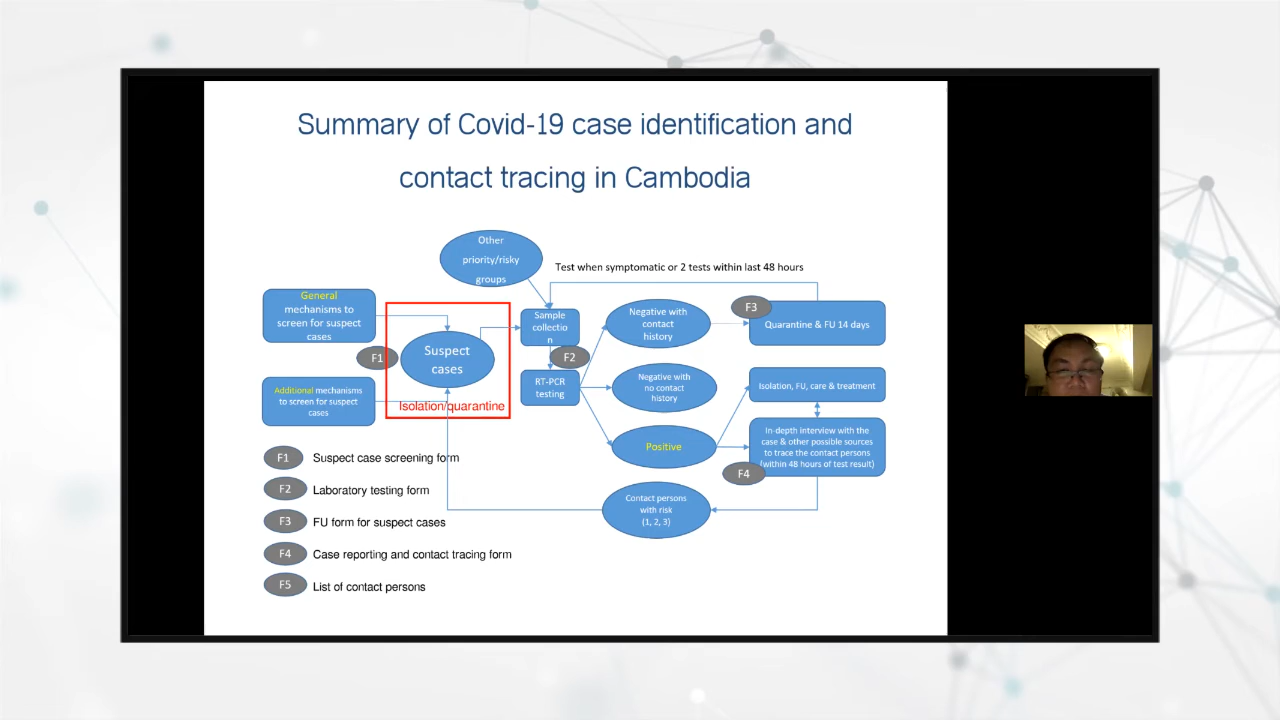 Summary of Covid-19 case identification and
contact tracing in Cambodia
Other
priority/risky
groups
Test when symptomatic or 2 tests within last 48 hours
General
mechanisms to
screen for suspect
cases
F1
Additional mechanisms
to screen for suspect
cases
Suspect
cases
Isolation/quarantine
Sample
collectio
n
F2
RT-PCR
testing
Negative with
contact
history
Negative with
no contact
history
Positive
F3
Quarantine & FU 14 days
Isolation, FU, care & treatment
In-depth interview with the
case & other possible sources
to trace the contact persons
(within 48 hours of test result)
F4
Contact persons
with risk
(1, 2, 3)
F1 Suspect case screening form
F2 Laboratory testing form
F3 FU form for suspect cases
F4 Case reporting and contact tracing form
F5 List of contact persons